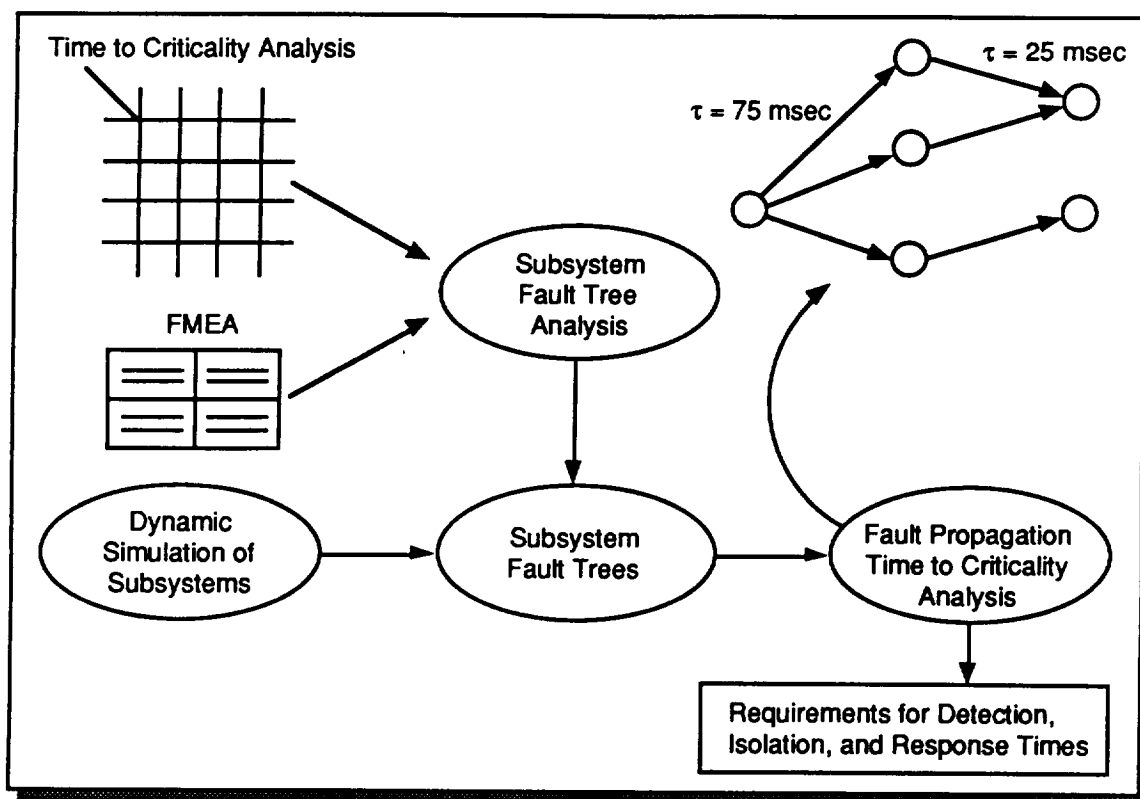 Time to Criticality Analysis
τ = 25 msec
τ = 75 msec
Subsystem
Fault Tree
Analysis
FMEA
Dynamic
Simulation of
Subsystems
Subsystem
Fault Trees
Fault Propagation
Time to Criticality
Analysis
Requirements for Detection,
Isolation, and Response Times